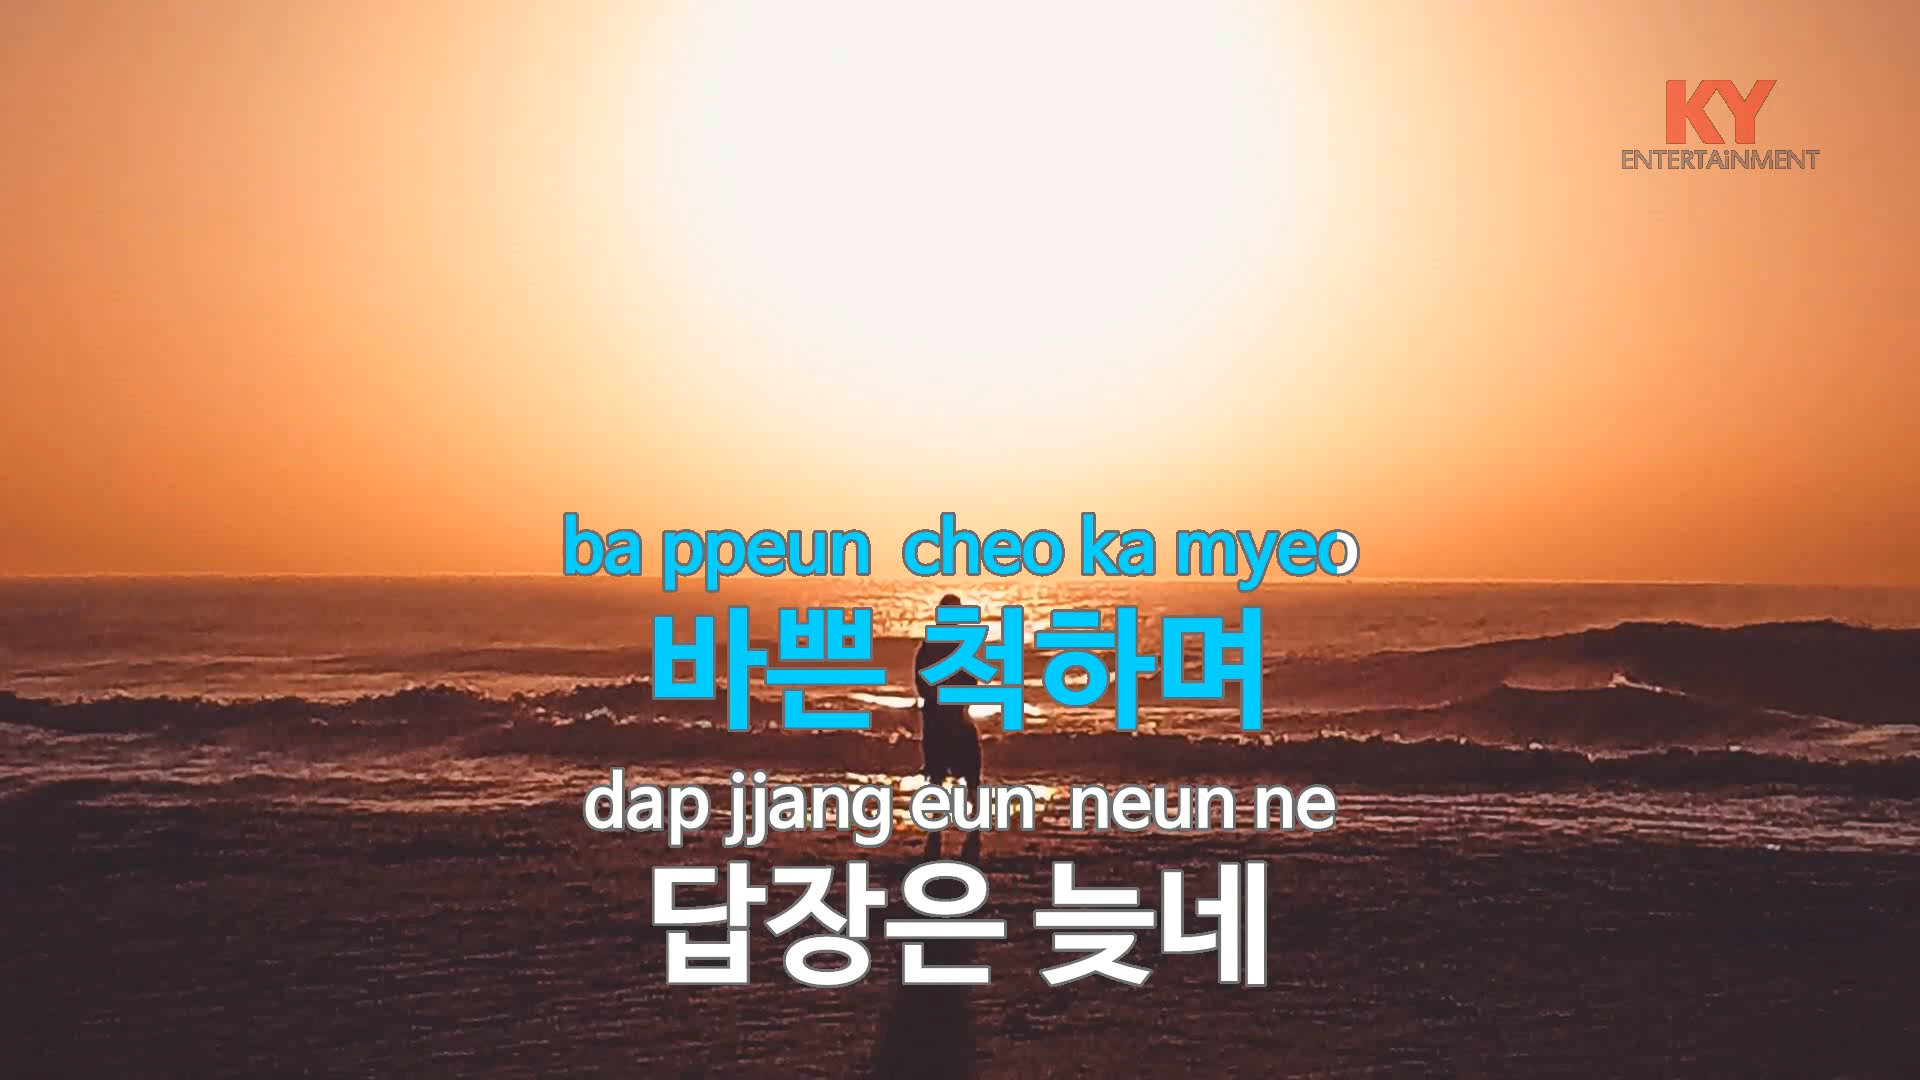 KY
ENTERTAiNMENT
ba ppeun cheo ka myeo
바쁜 척하며
dap jjang eun neun ne
답장은 늦네